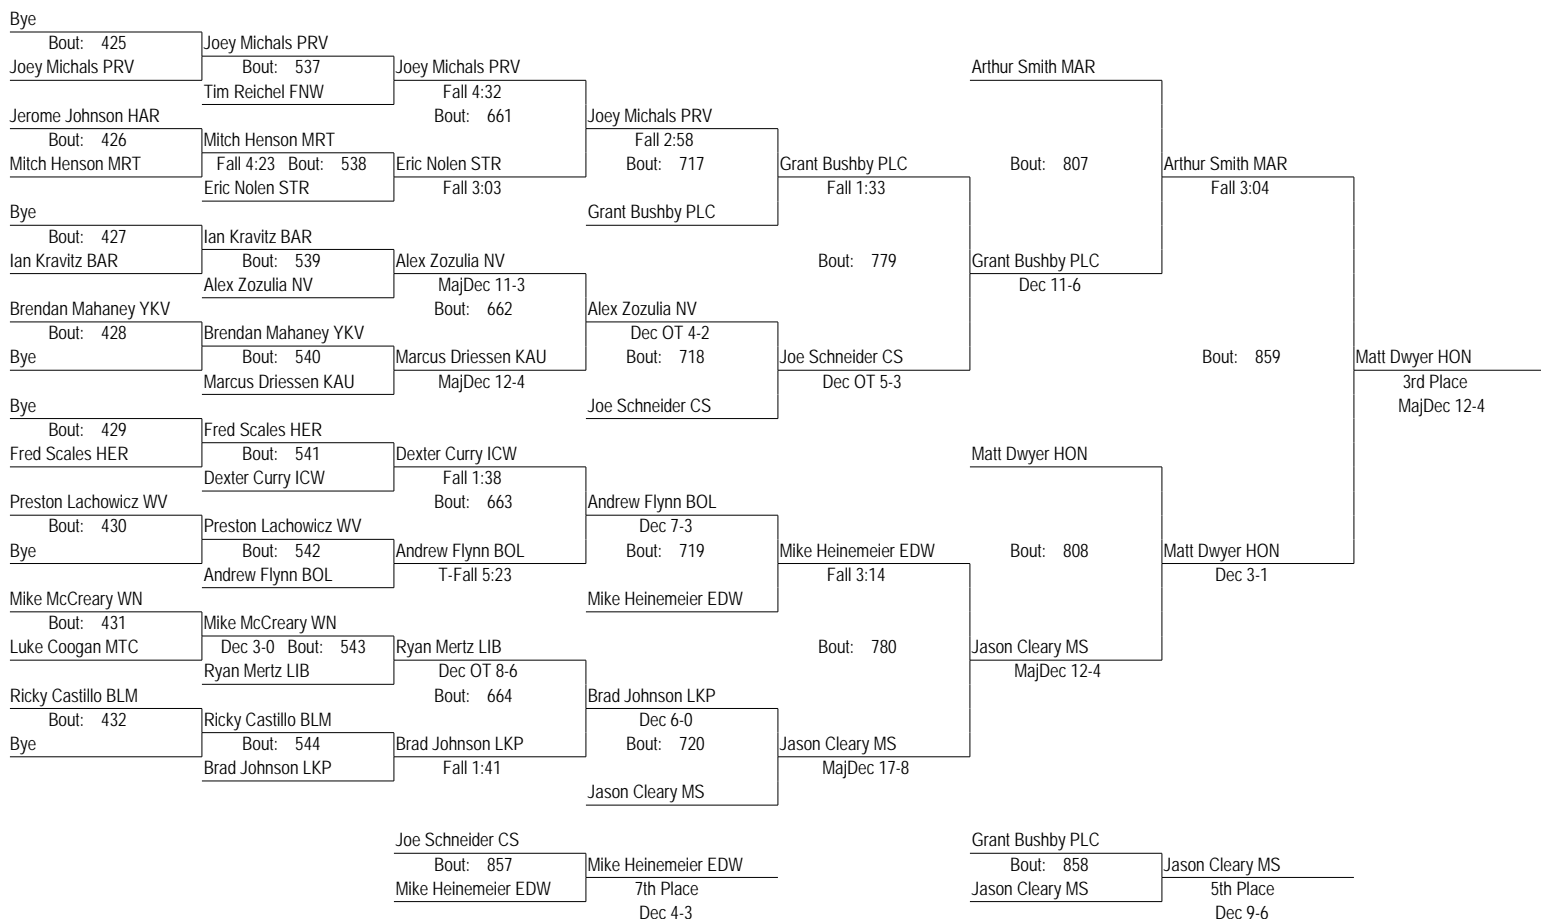 Bye
Bout: 425
Joey Michals PRV
Jerome Johnson HAR
Bout: 426
Mitch Henson MRT
Bye
Bout: 427
Ian Kravitz BAR
Brendan Mahaney YKV
Bout: 428
Bye
Bye
Bout: 429
Fred Scales HER
Preston Lachowicz WV
Bout: 430
Bye
Mike McCreary WN
Bout: 431
Luke Coogan MTC
Ricky Castillo BLM
Bout: 432
Bye
Joey Michals PRV
Bout: 537
Tim Reichel FNW
Mitch Henson MRT
Fall 4:23 Bout: 538
Eric Nolen STR
Ian Kravitz BAR
Bout: 539
Alex Zozulia NV
Brendan Mahaney YKV
Bout: 540
Marcus Driessen KAU
Fred Scales HER
Bout: 541
Dexter Curry ICW
Preston Lachowicz WV
Bout: 542
Andrew Flynn BOL
Mike McCreary WN
Dec 3-0 Bout: 543
Ryan Mertz LIB
Ricky Castillo BLM
Bout: 544
Brad Johnson LKP
Joey Michals PRV
Fall 4:32
Bout: 661
Eric Nolen STR
Fall 3:03
Alex Zozulia NV
MajDec 11-3
Bout: 662
Marcus Driessen KAU
MajDec 12-4
Dexter Curry ICW
Fall 1:38
Bout: 663
Andrew Flynn BOL
T-Fall 5:23
Ryan Mertz LIB
Dec OT 8-6
Bout: 664
Brad Johnson LKP
Fall 1:41
Joey Michals PRV
Fall 2:58
Bout: 717
Grant Bushby PLC
Alex Zozulia NV
Dec OT 4-2
Bout: 718
Joe Schneider CS
Andrew Flynn BOL
Dec 7-3
Bout: 719
Mike Heinemeier EDW
Brad Johnson LKP
Dec 6-0
Bout: 720
Jason Cleary MS
Grant Bushby PLC
Fall 1:33
Bout: 779
Joe Schneider CS
Dec OT 5-3
Mike Heinemeier EDW
Fall 3:14
Bout: 780
Jason Cleary MS
MajDec 17-8
Arthur Smith MAR
Bout: 807
Grant Bushby PLC
Dec 11-6
Matt Dwyer HON
Bout: 808
Jason Cleary MS
MajDec 12-4
Arthur Smith MAR
Fall 3:04
Bout: 859
Matt Dwyer HON
Dec 3-1
Matt Dwyer HON
3rd Place
MajDec 12-4
Joe Schneider CS
Bout: 857
Mike Heinemeier EDW
Mike Heinemeier EDW
7th Place
Dec 4-3
Grant Bushby PLC
Bout: 858
Jason Cleary MS
Jason Cleary MS
5th Place
Dec 9-6